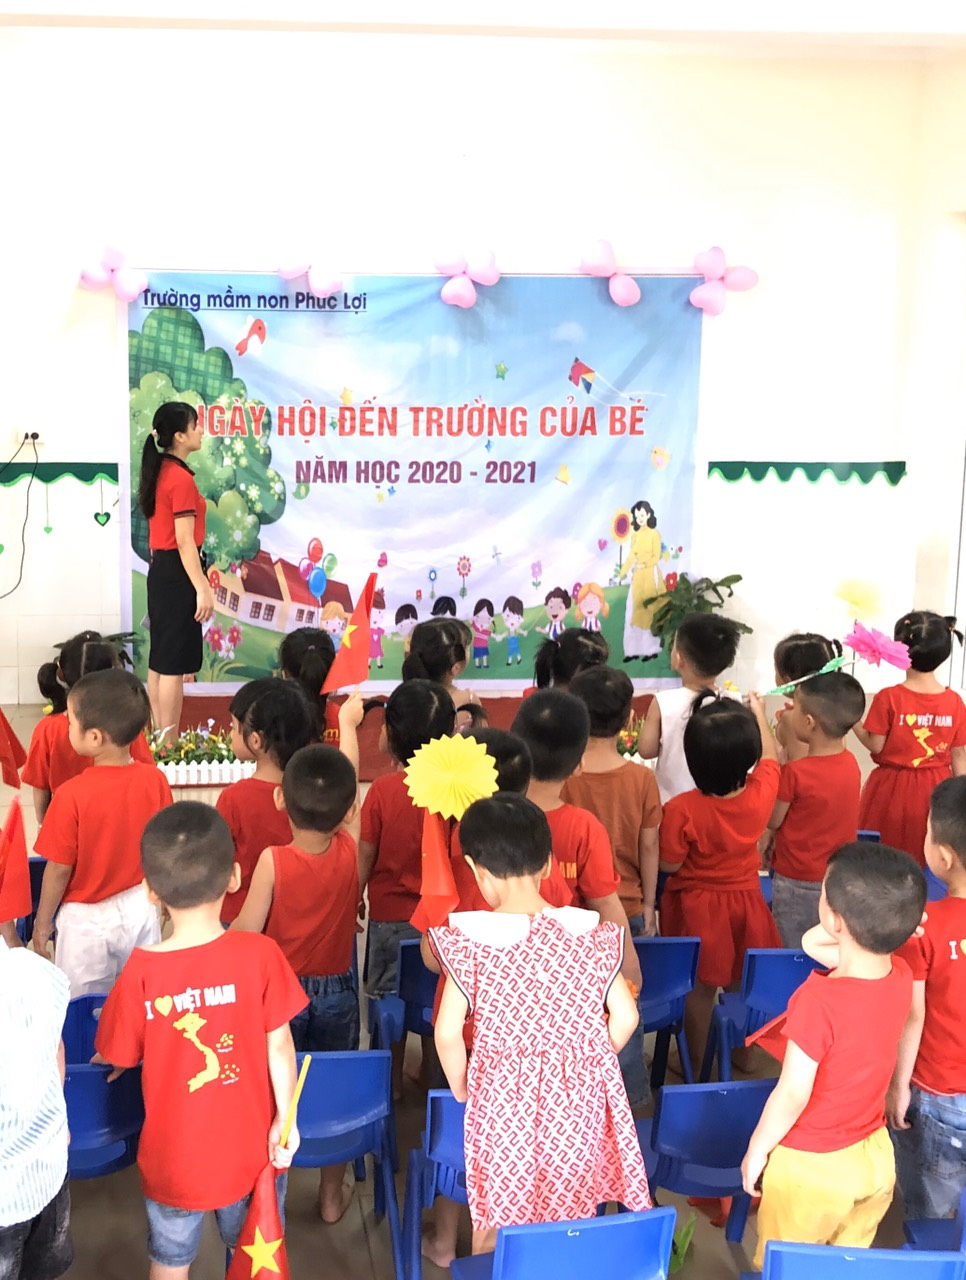 Trường mầm non Phúc Lợi
NGÀY HỘI ĐẾN TRƯỜNG CỦA BÉ
NĂM HỌC 2020 - 2021
I VIỆT NAM
AM
I VIỆT NAM
I